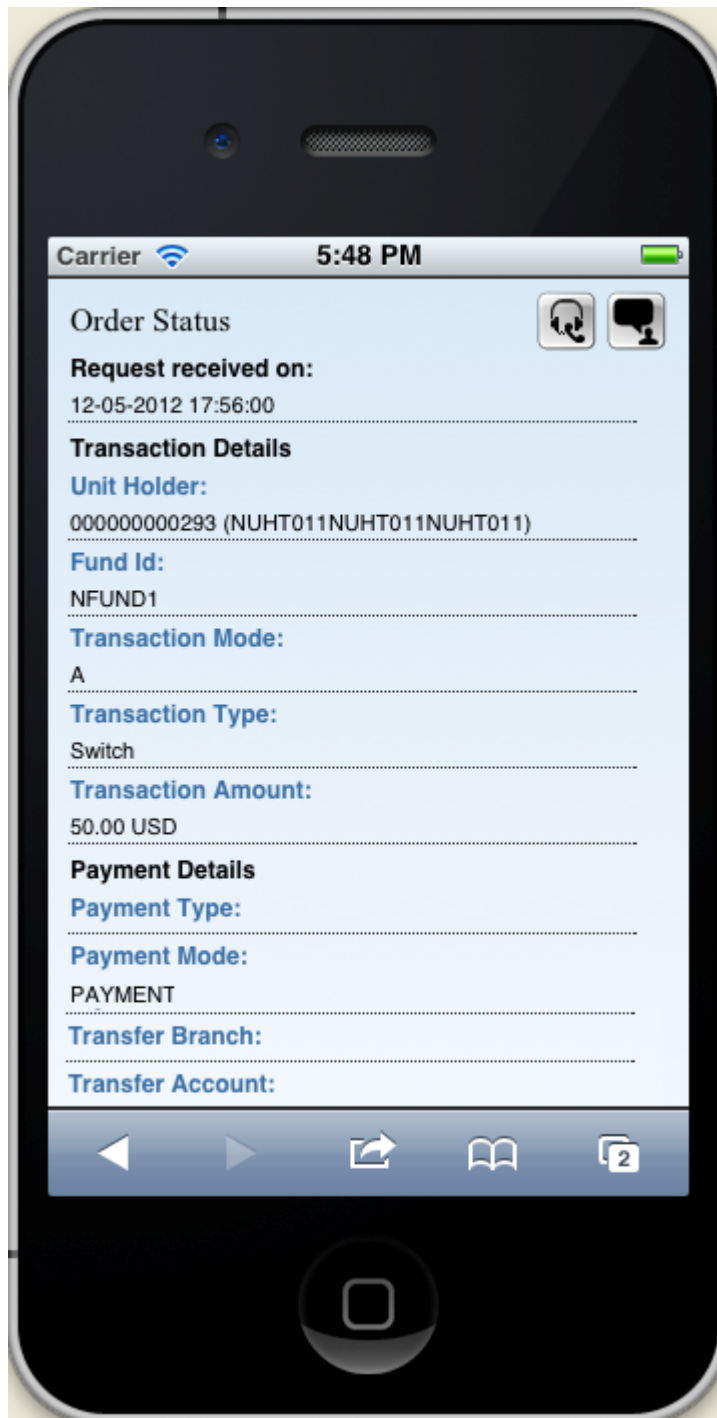 Carrier 5:48 PM
Order Status
Request received on:
12-05-2012 17:56:00
Transaction Details
Unit Holder:
000000000293 (NUHT011NUHT011NUHT011)
Fund Id:
NFUND1
Transaction Mode:
A
Transaction Type:
Switch
Transaction Amount:
50.00 USD
Payment Details
Payment Type:
Payment Mode:
PAYMENT
Transfer Branch:
Transfer Account:
2